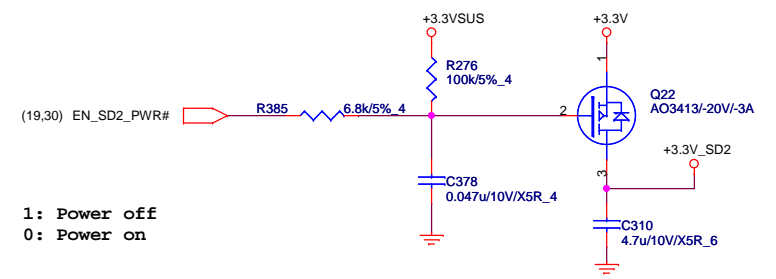 +3.3VSUS
+3.3V
R276
100k/5%_4
1
Q22
AO3413/-20V/-3A
(19,30) EN_SD2_PWR#
R385
6.8k/5%_4
2
+3.3V_SD2
3
C378
0.047u/10V/X5R_4
1: Power off
0: Power on
C310
4.7u/10V/X5R_6